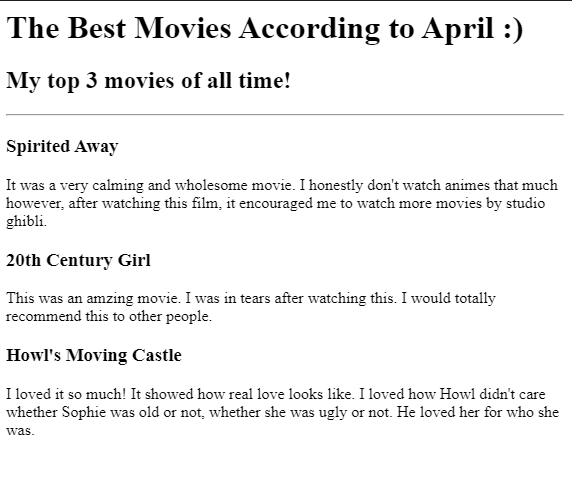 The Best Movies According to April :)
My top 3 movies of all time!
Spirited Away
It was a very calming and wholesome movie. I honestly don't watch animes that much
however, after watching this film, it encouraged me to watch more movies by studio
ghibli.
20th Century Girl
This was an amzing movie. I was in tears after watching this. I would totally
recommend this to other people.
Howl's Moving Castle
I loved it so much! It showed how real love looks like. I loved how Howl didn't care
whether Sophie was old or not, whether she was ugly or not. He loved her for who she
was.